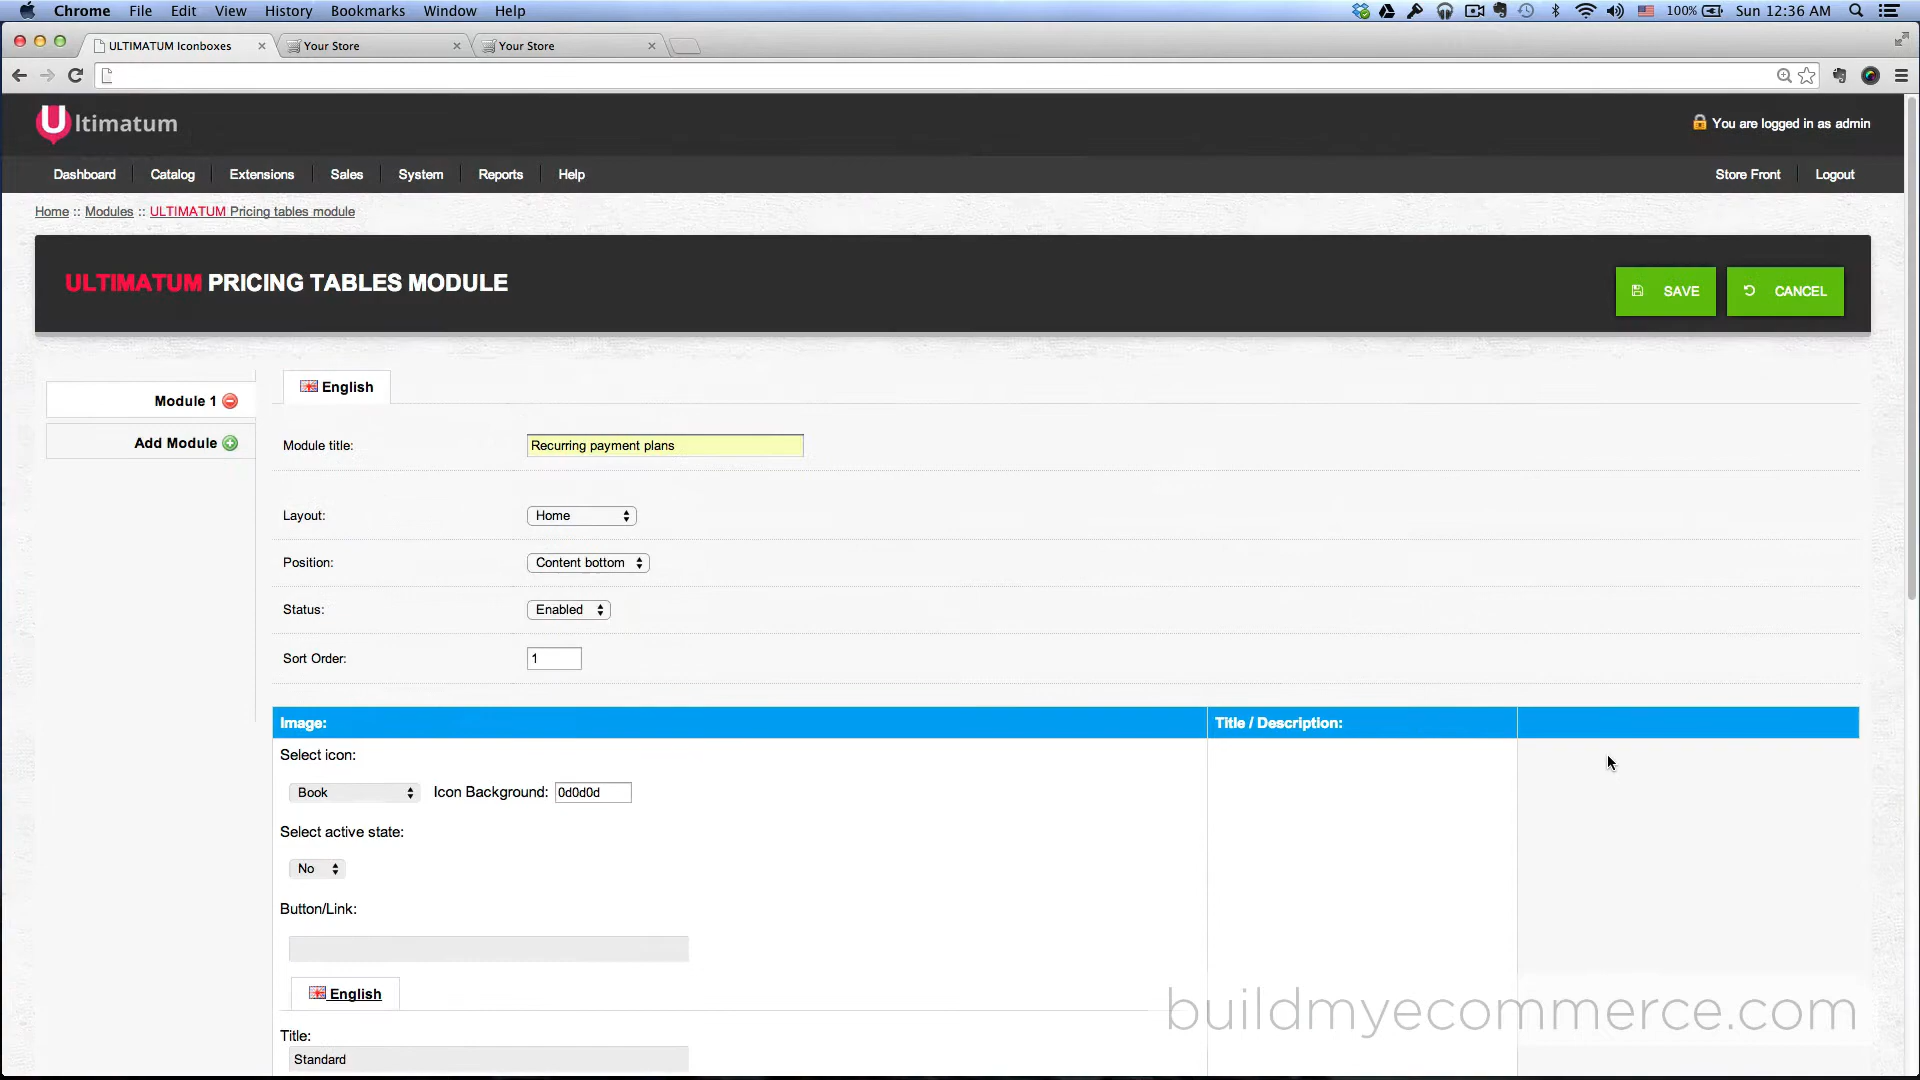 Chrome File Edit View History Bookmarks Window Help 100% Sun 12:36 AM
ULTIMATUM Iconboxes Your Store Your Store
Ultimatum You are logged in as admin
Dashboard Catalog Extensions Sales System Reports Help Store Front Logout
Home :: Modules :: ULTIMATUM Pricing tables module
ULTIMATUM PRICING TABLES MODULE SAVE CANCEL
English
Module 1
Add Module
Module title: Recurring payment plans
Layout: Home
Position: Content bottom
Status: Enabled
Sort Order: 1
Image: Title / Description:
Select icon:
Book Icon Background: 0d0d0d
Select active state:
No
Button/Link:
English
buildmyecommerce.com
Title:
Standard